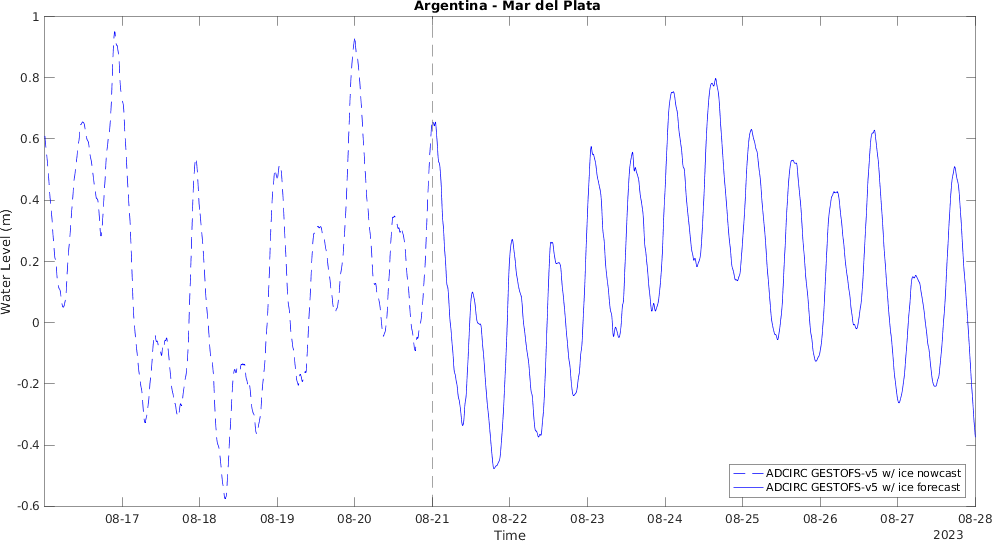 Argentina - Mar del Plata
Water Level (m)
1
0.8
0.6
0.4
0.2
0
-0.2
-0.4
-0.6
08-17 08-18 08-19 08-20 08-21 08-22 08-23 08-24 08-25 08-26 08-27 08-28
Time
2023
ADCIRC GESTOFS-v5 w/ ice nowcast
ADCIRC GESTOFS-v5 w/ ice forecast